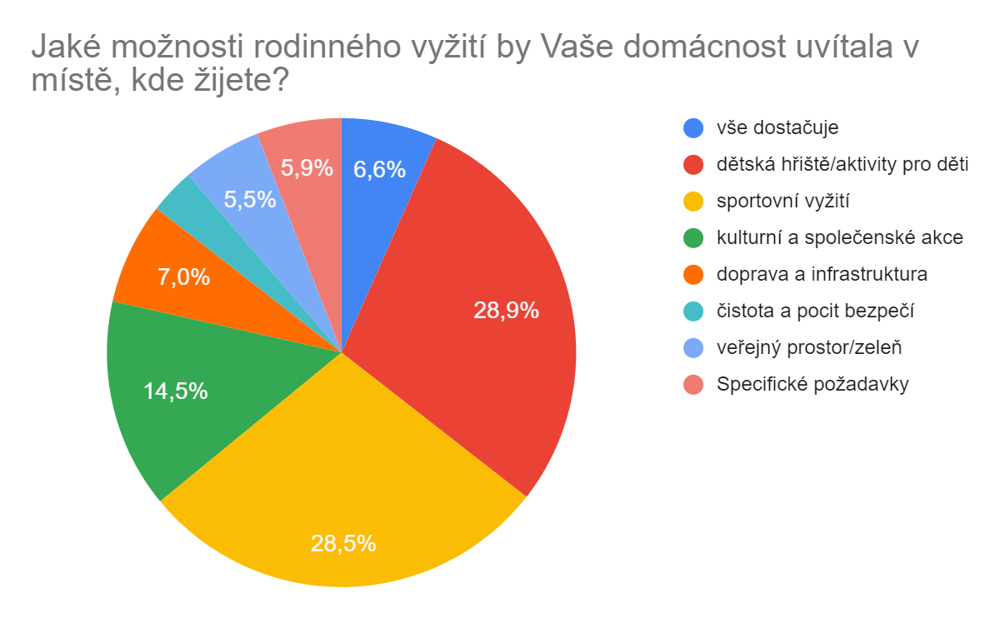 Jaké možnosti rodinného vyžití by Vaše domácnost uvítala v
místě, kde žijete?
5,9%
6,6%
5,5%
7,0%
28,9%
14,5%
28,5%
vše dostačuje
dětská hřiště/aktivity pro děti
sportovní vyžití
kulturní a společenské akce
doprava a infrastruktura
čistota a pocit bezpečí
veřejný prostor/zeleň
Specifické požadavky